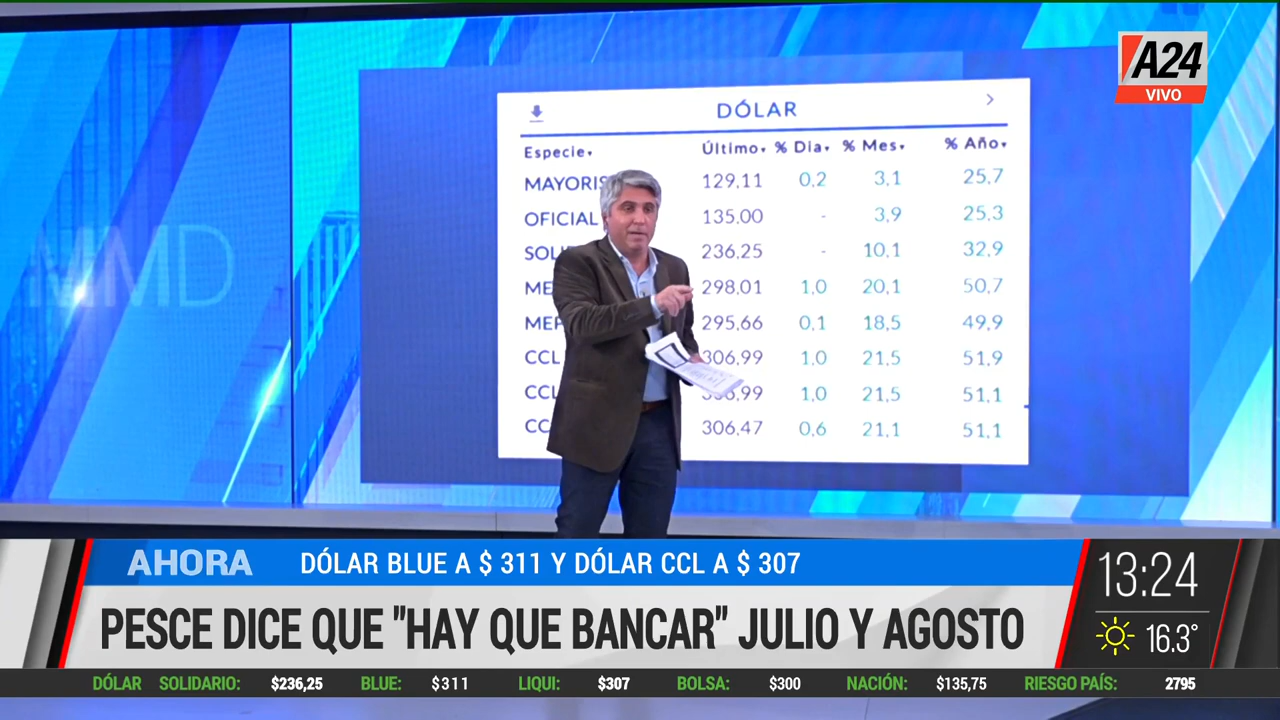 A24
VIVO
DÓLAR
Especie Último % Dia % Mes % Año
129,11 0,2 3,1 25,7
OFICIAL 135,00 - 3,9 25,3
236,25 - 10,1 32,9
298,01 1,0 20,1 50,7
295,66 0,1 18,5 49,9
CCL 306,99 1,0 21,5 51,9
1,0 21,5 51,1
306,47 0,6 21,1 51,1
MMD
AHORA DÓLAR BLUE A $ 311 Y DÓLAR CCL A $ 307
PESCE DICE QUE "HAY QUE BANCAR" JULIO Y AGOSTO
13:24
16.3°
DÓLAR SOLIDARIO: $236,25 BLUE: $311 LIQUI: $307 BOLSA: $300 NACIÓN: $135,75 RIESGO PAÍS: 2795